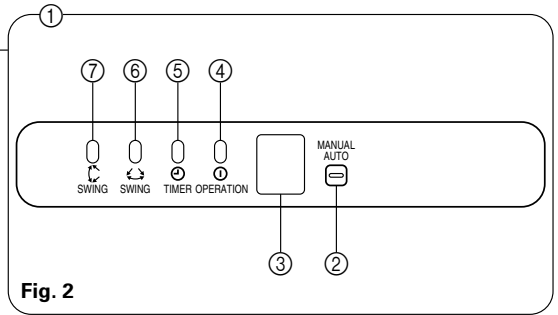 ①
⑦ ⑥ ⑤ ④
MANUAL
AUTO
SWING SWING TIMER OPERATION
③ ②
Fig. 2